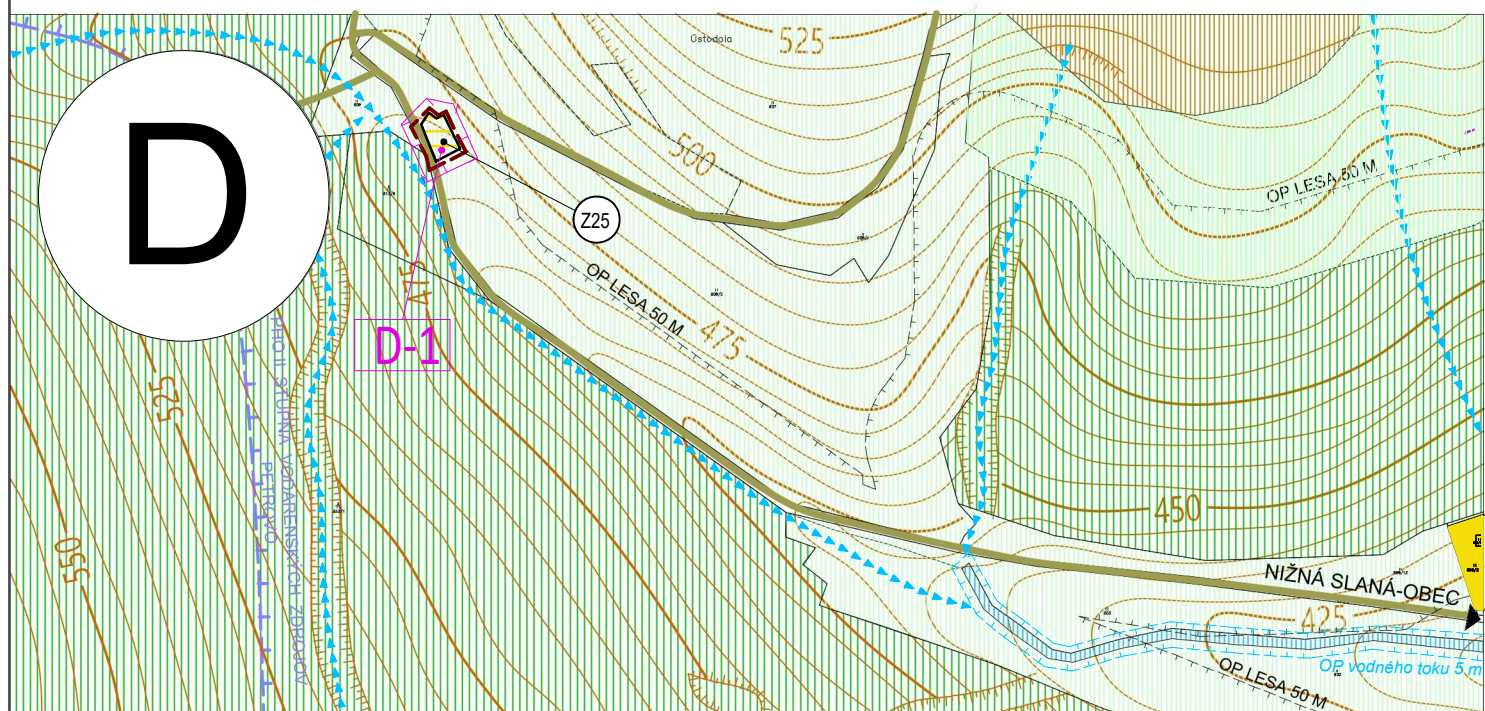 Ústodola
525
500
OP LESA 50 M
D
Z25
475
OP LESA 50 M
475
D-1
525
PHO II STUPŇA VODÁRENSKÝCH ZDROJOV
PETROVO
550
450
NIŽNÁ SLANÁ-OBEC
425
OP vodného toku 5 m
OP LESA 50 M